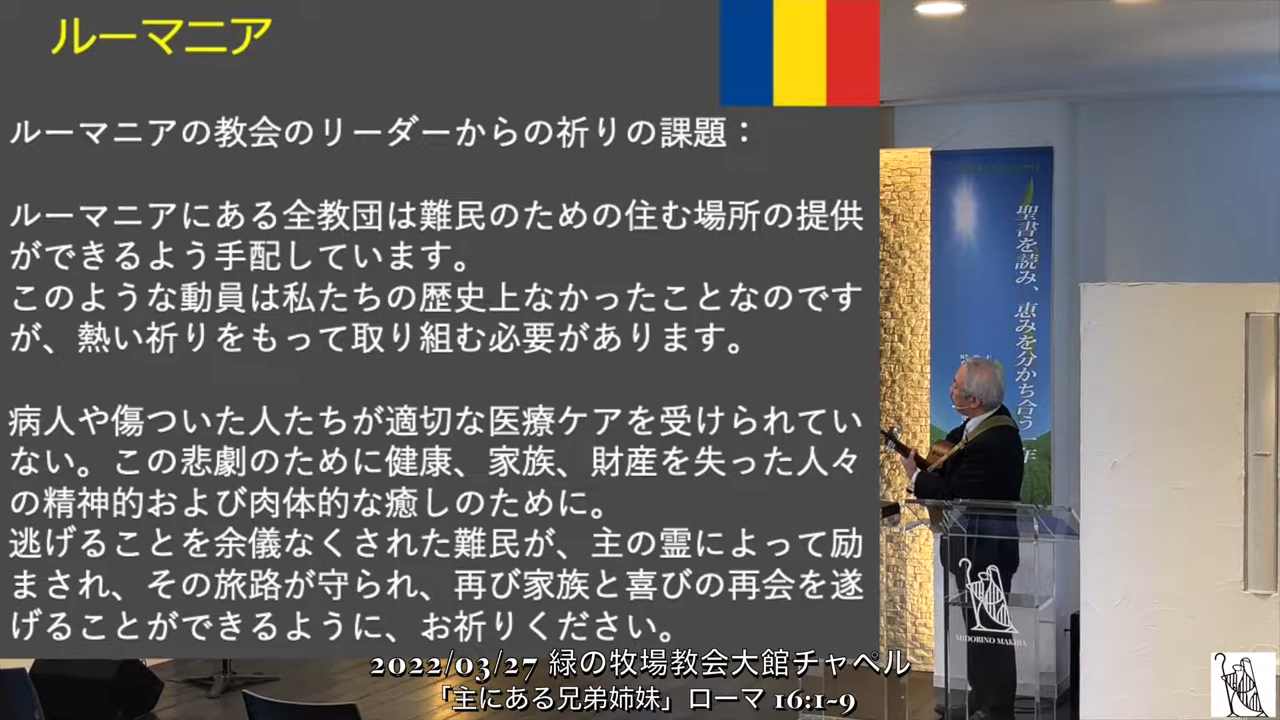 ルーマニア
ルーマニアの教会のリーダーからの祈りの課題：
ルーマニアにある全教団は難民のための住む場所の提供
ができるよう手配しています。
このような動員は私たちの歴史上なかったことなのです
が、熱い祈りをもって取り組む必要があります。
病人や傷ついた人たちが適切な医療ケアを受けられてい
ない。この悲劇のために健康、家族、財産を失った人々
の精神的および肉体的な癒しのために。
逃げることを余儀なくされた難民が、主の霊によって励
まされ、その旅路が守られ、再び家族と喜びの再会を遂
げることができるように、お祈りください。
聖書を読み、恵みを分かち合う一年
MIDORINO MAKIBA
2022/03/27 緑の牧場教会大館チャペル
「主にある兄弟姉妹」ローマ 16:1-9